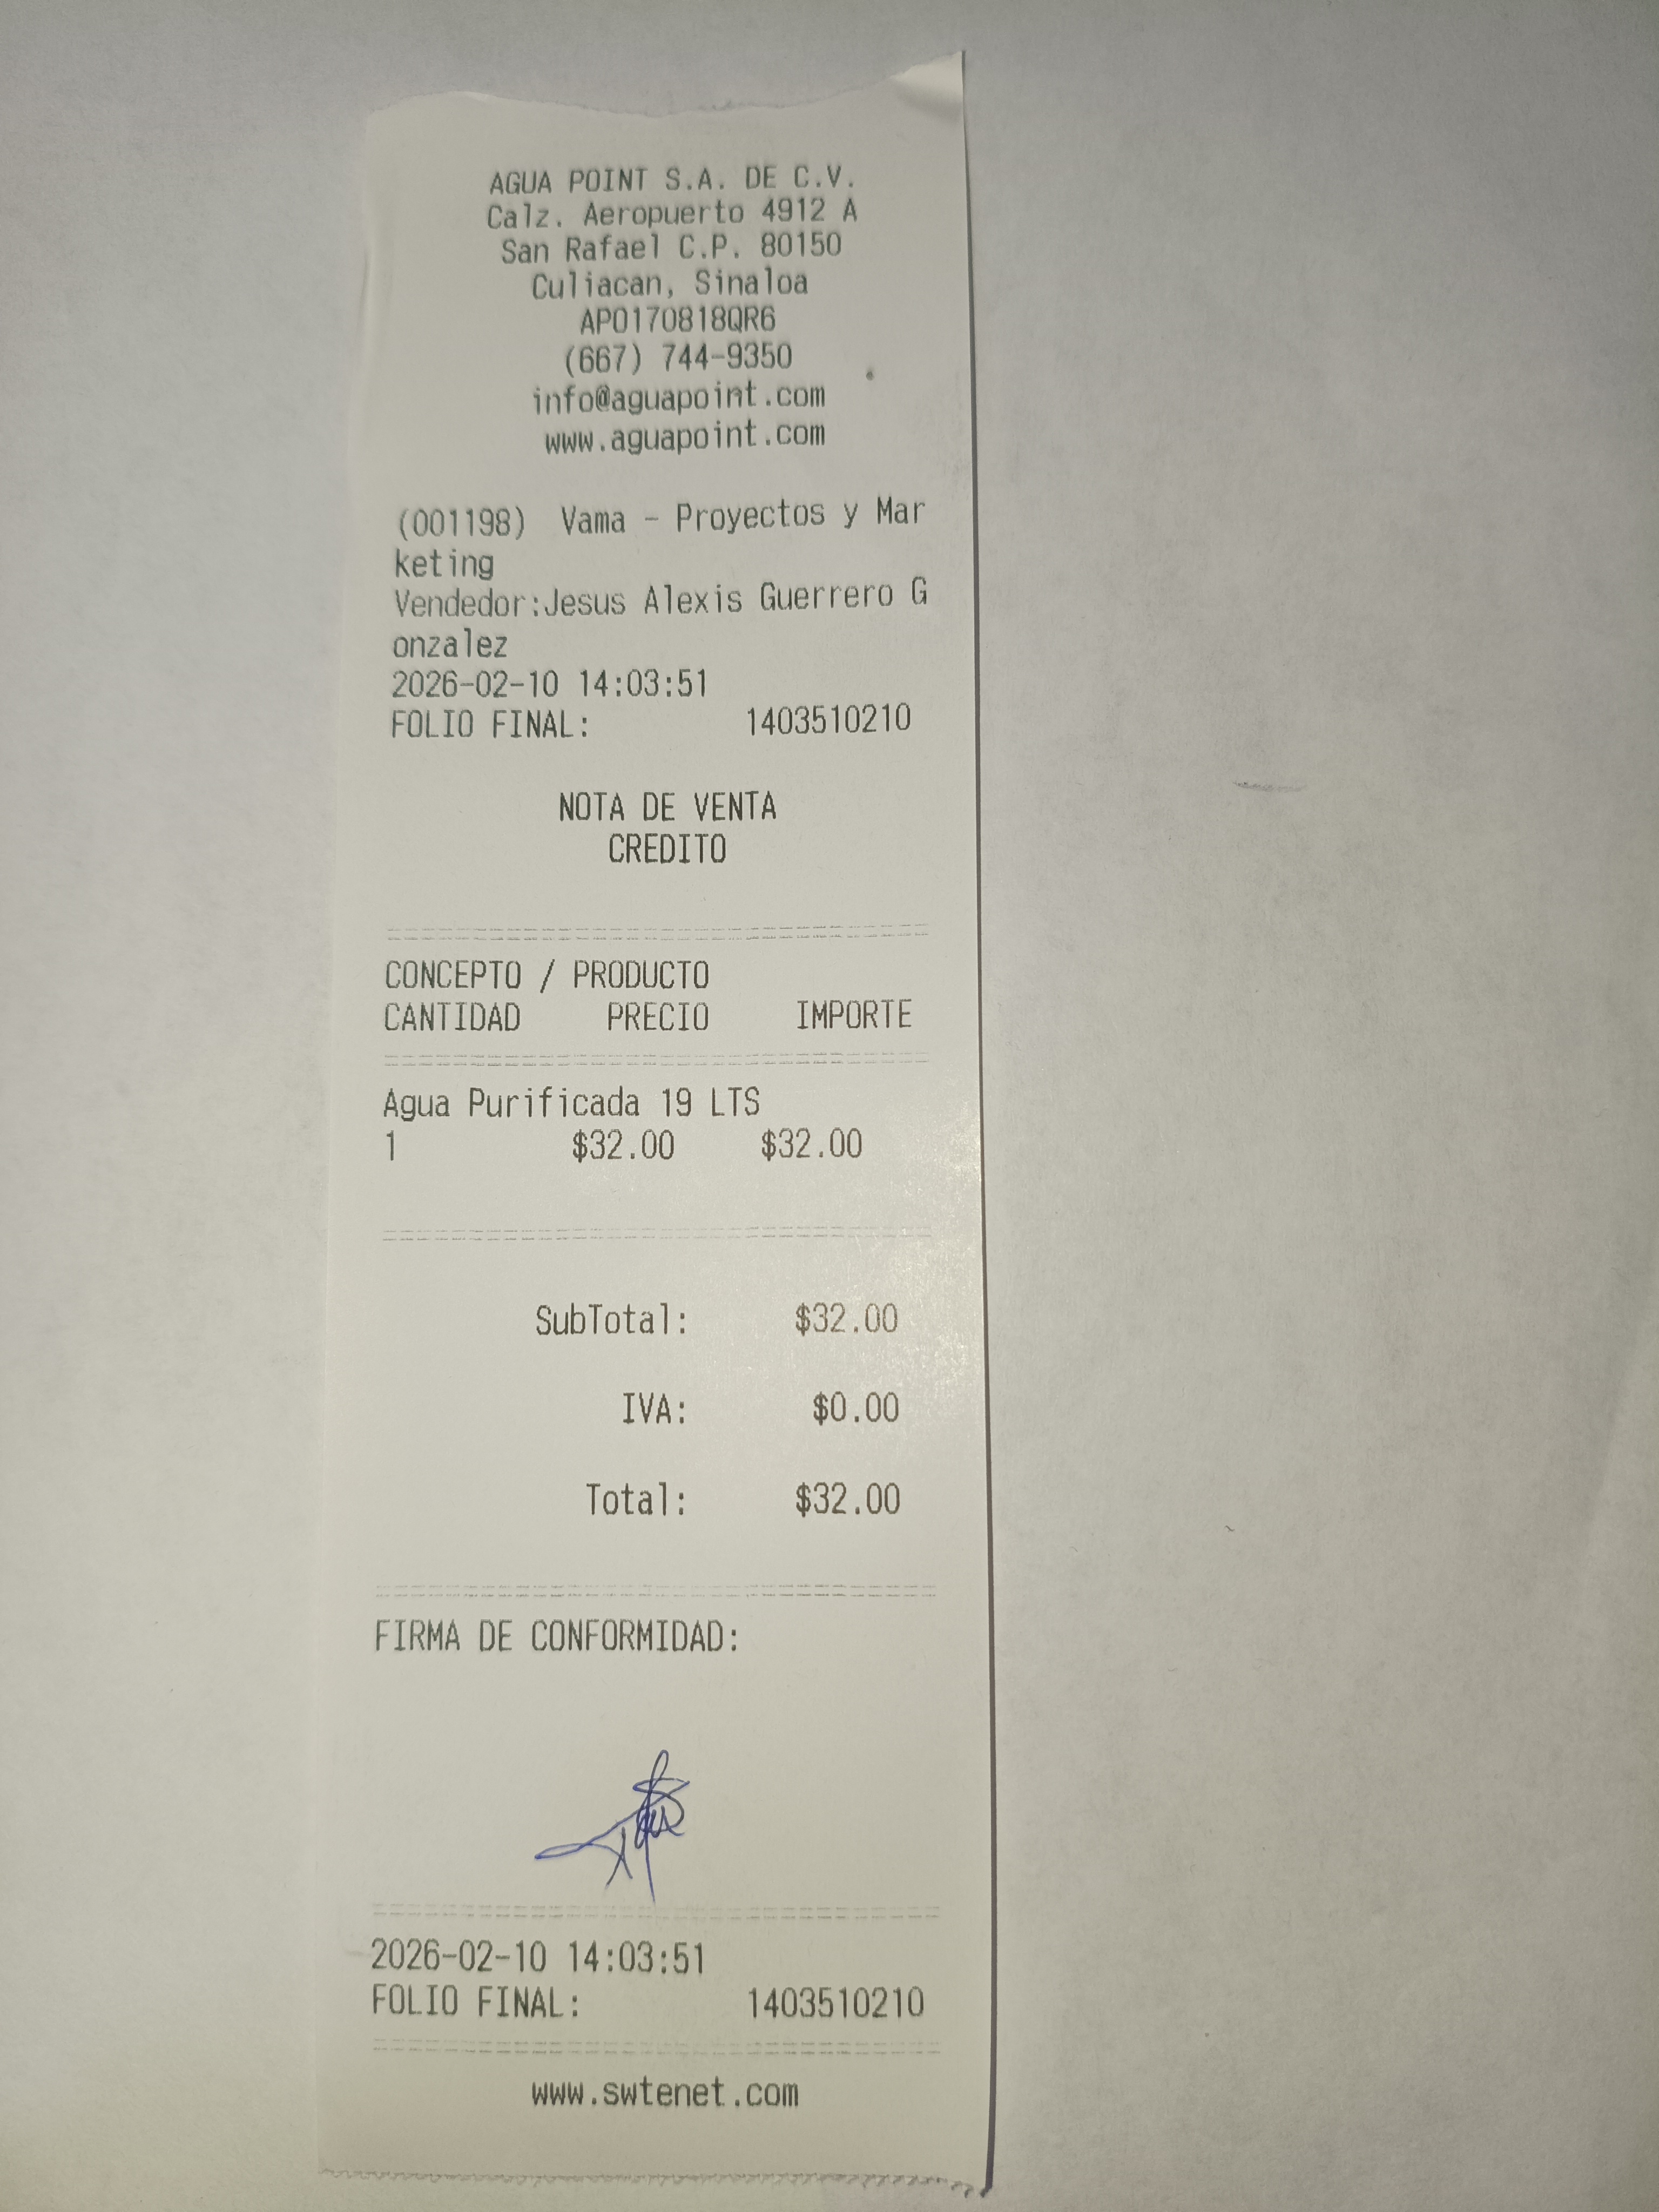 AGUA POINT S.A. DE C.V.
Calz. Aeropuerto 4912 A
San Rafael C.P. 80150
Culiacan, Sinaloa
APO170818QR6
(667) 744-9350
info@aguapoint.com
www.aguapoint.com
(001198) Vama - Proyectos y Mar
keting
Vendedor:Jesus Alexis Guerrero G
onzalez
2026-02-10 14:03:51
FOLIO FINAL: 1403510210
NOTA DE VENTA
CREDITO
CONCEPTO / PRODUCTO
CANTIDAD PRECIO IMPORTE
Agua Purificada 19 LTS
1 $32.00 $32.00
SubTotal: $32.00
IVA: $0.00
Total: $32.00
FIRMA DE CONFORMIDAD:
2026-02-10 14:03:51
FOLIO FINAL: 1403510210
www.swtenet.com